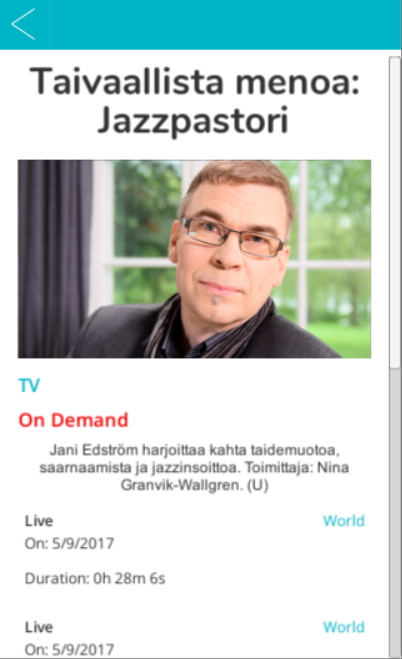 Taivaallista menoa:
Jazzpastori
TV
On Demand
Jani Edström harjoittaa kahta taidemuotoa,
saarnaamista ja jazzinsoittoa. Toimittaja: Nina
Granvik-Wallgren. (U)
Live World
On: 5/9/2017
Duration: 0h 28m 6s
Live World
On: 5/9/2017